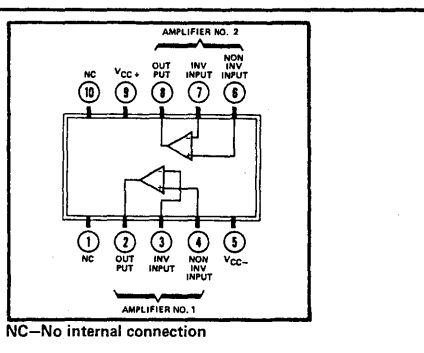 AMPLIFIER NO. 2
NC VCC+ OUT PUT INV INPUT NON INV INPUT
10 9 8 7 6
1 2 3 4 5
NC OUT PUT INV INPUT NON INV INPUT VCC−
AMPLIFIER NO. 1
NC—No internal connection